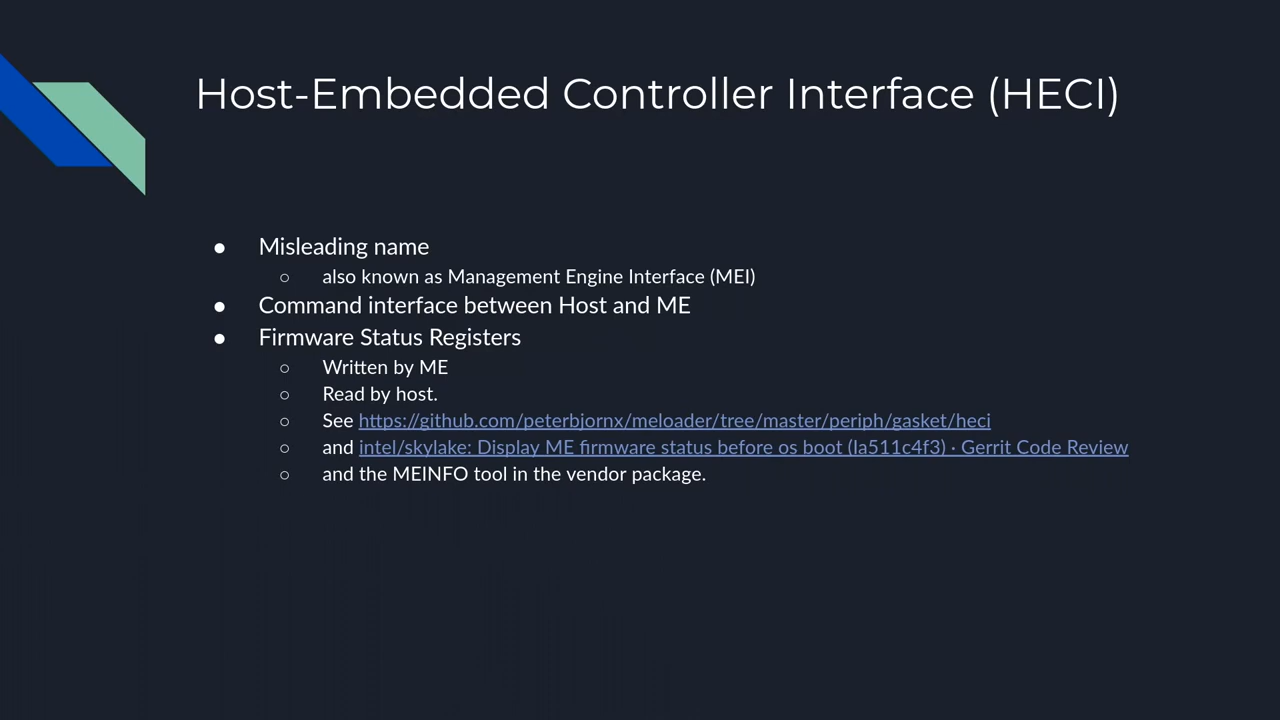 Host-Embedded Controller Interface (HECI)
● Misleading name
○ also known as Management Engine Interface (MEI)
● Command interface between Host and ME
● Firmware Status Registers
○ Written by ME
○ Read by host.
○ See https://github.com/peterbjornx/meloader/tree/master/periph/gasket/heci
○ and intel/skylake: Display ME firmware status before os boot (Ia511c4f3) · Gerrit Code Review
○ and the MEINFO tool in the vendor package.